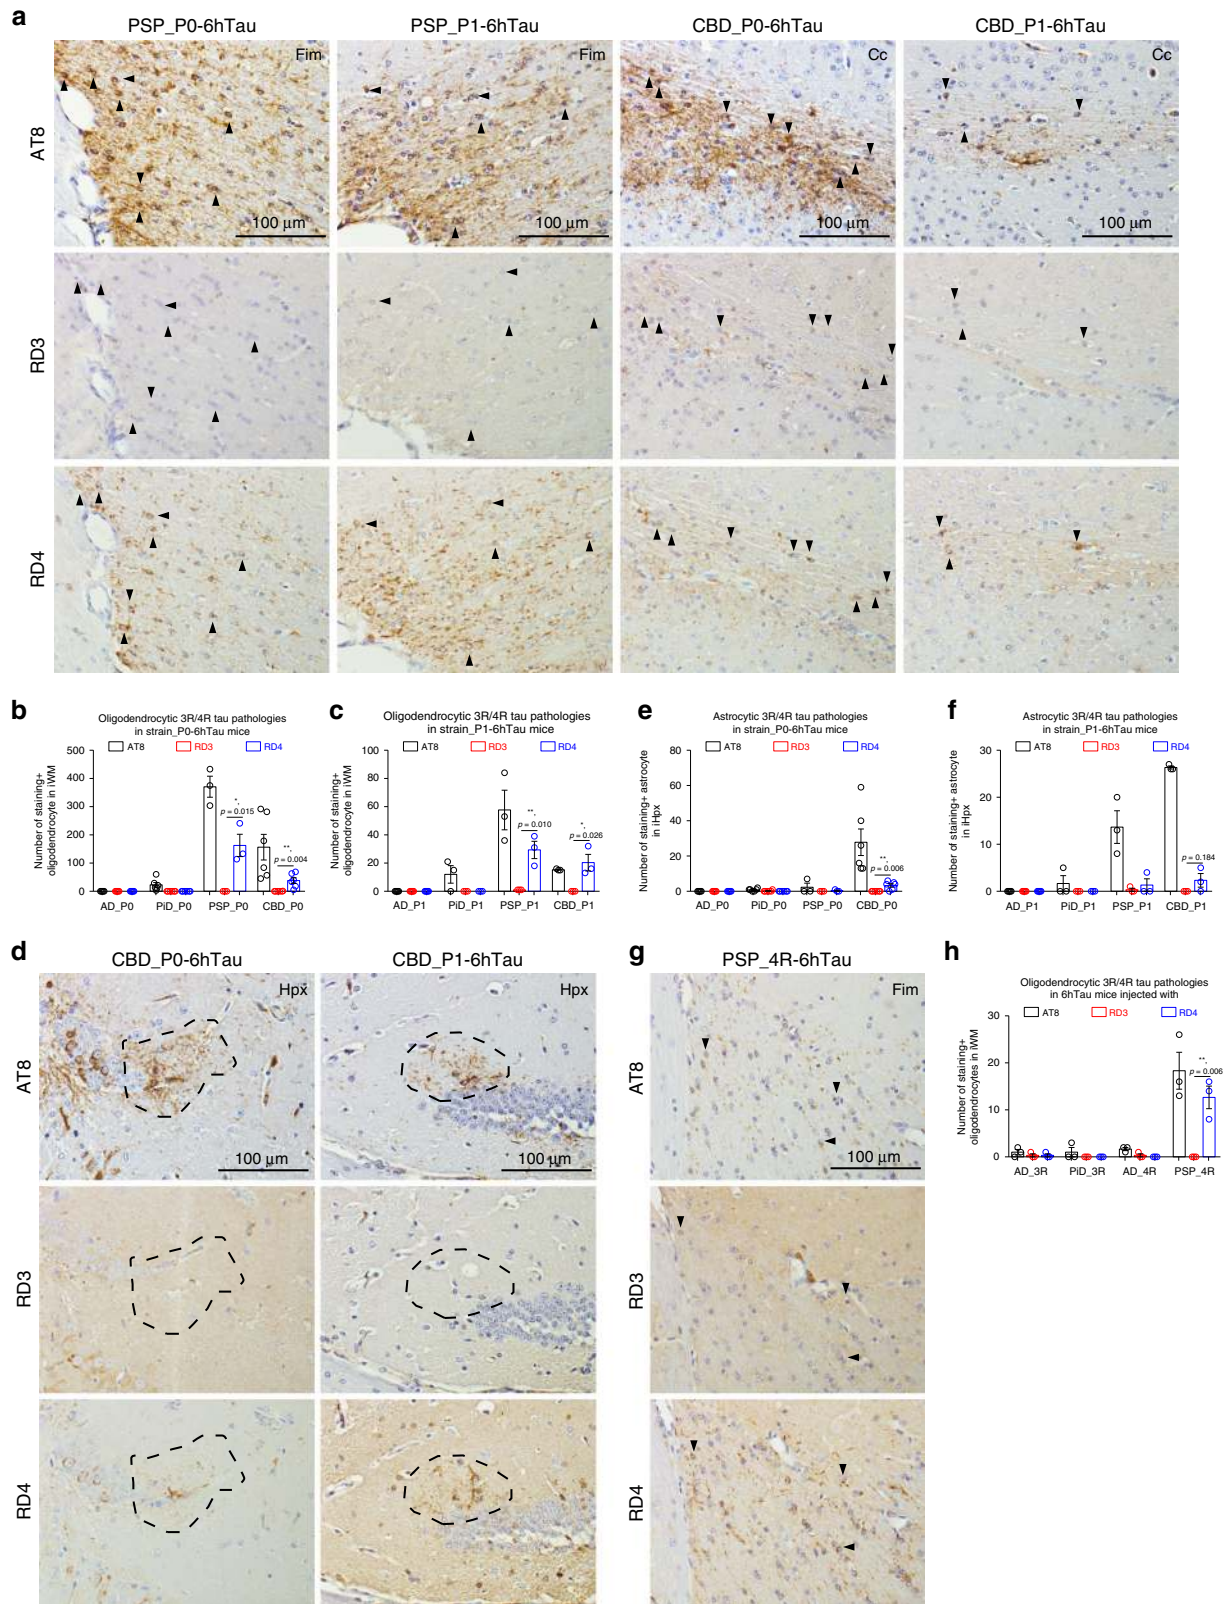 a
PSP_P0-6hTau
PSP_P1-6hTau
CBD_P0-6hTau
CBD_P1-6hTau
Fim
Fim
Cc
Cc
AT8
100 μm
100 μm
100 μm
100 μm
RD3
RD4
b
Oligodendrocytic 3R/4R tau pathologies
in strain_P0-6hTau mice
AT8 RD3 RD4
Number of staining+
oligodendrocyte in iWM
500
400
300
200
100
0
*,
p = 0.015
**,
p = 0.004
AD_P0 PiD_P0 PSP_P0 CBD_P0
c
Oligodendrocytic 3R/4R tau pathologies
in strain_P1-6hTau mice
AT8 RD3 RD4
Number of staining+
oligodendrocyte in iWM
100
80
60
40
20
0
**,
p = 0.010
*,
p = 0.026
AD_P1 PiD_P1 PSP_P1 CBD_P1
e
Astrocytic 3R/4R tau pathologies
in strain_P0-6hTau mice
AT8 RD3 RD4
Number of staining+ astrocyte
in iHpx
80
60
40
20
0
**,
p = 0.006
AD_P0 PiD_P0 PSP_P0 CBD_P0
f
Astrocytic 3R/4R tau pathologies
in strain_P1-6hTau mice
AT8 RD3 RD4
Number of staining+ astrocyte
in iHpx
30
20
10
0
p = 0.184
AD_P1 PiD_P1 PSP_P1 CBD_P1
d
CBD_P0-6hTau
CBD_P1-6hTau
Hpx
Hpx
AT8
100 μm
100 μm
RD3
RD4
g
PSP_4R-6hTau
Fim
AT8
100 μm
RD3
RD4
h
Oligodendrocytic 3R/4R tau pathologies
in 6hTau mice injected with
AT8 RD3 RD4
Number of staining+
oligodendrocytes in iWM
30
20
10
0
**,
p = 0.006
AD_3R PiD_3R AD_4R PSP_4R